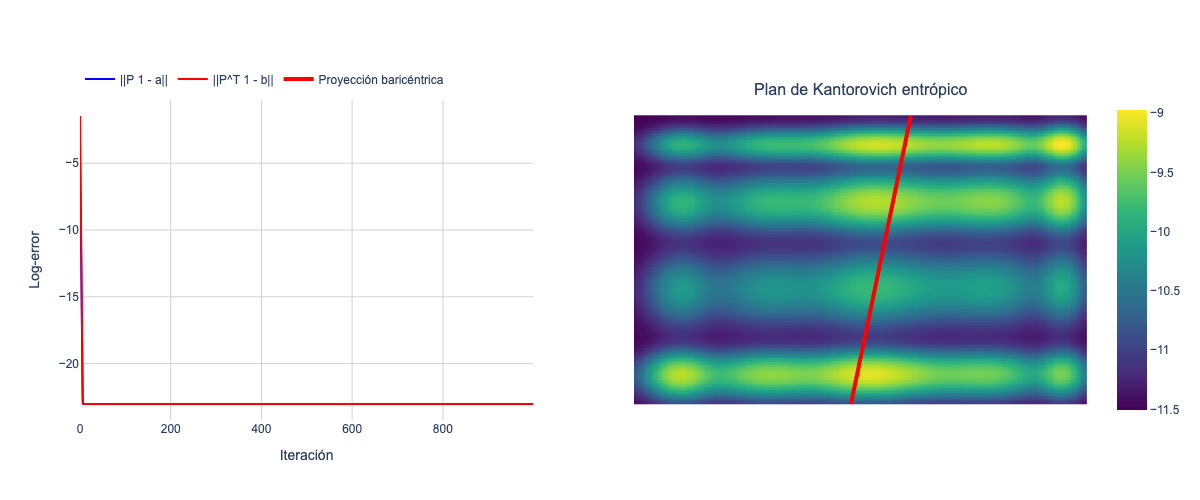 ||P 1 - a|| ||P^T 1 - b|| Proyección baricéntrica
Plan de Kantorovich entrópico
−5
−10
−15
−20
Log-error
0 200 400 600 800
Iteración
−9
−9.5
−10
−10.5
−11
−11.5